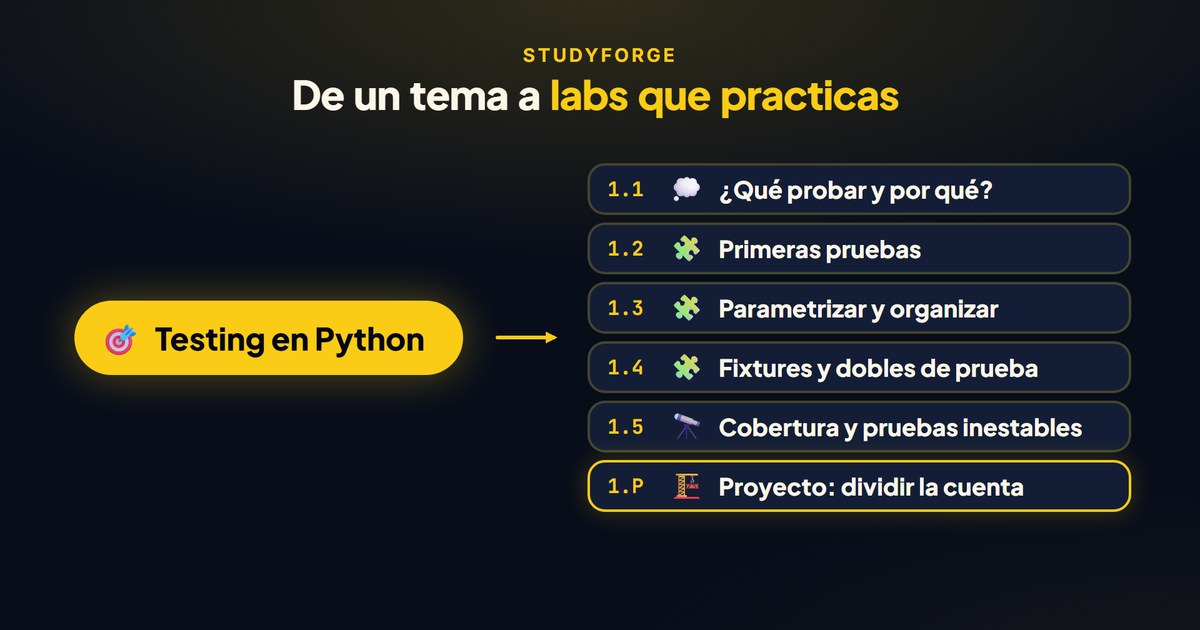 STUDYFORGE
De un tema a labs que practicas
Testing en Python
1.1 ¿Qué probar y por qué?
1.2 Primeras pruebas
1.3 Parametrizar y organizar
1.4 Fixtures y dobles de prueba
1.5 Cobertura y pruebas inestables
1.P Proyecto: dividir la cuenta